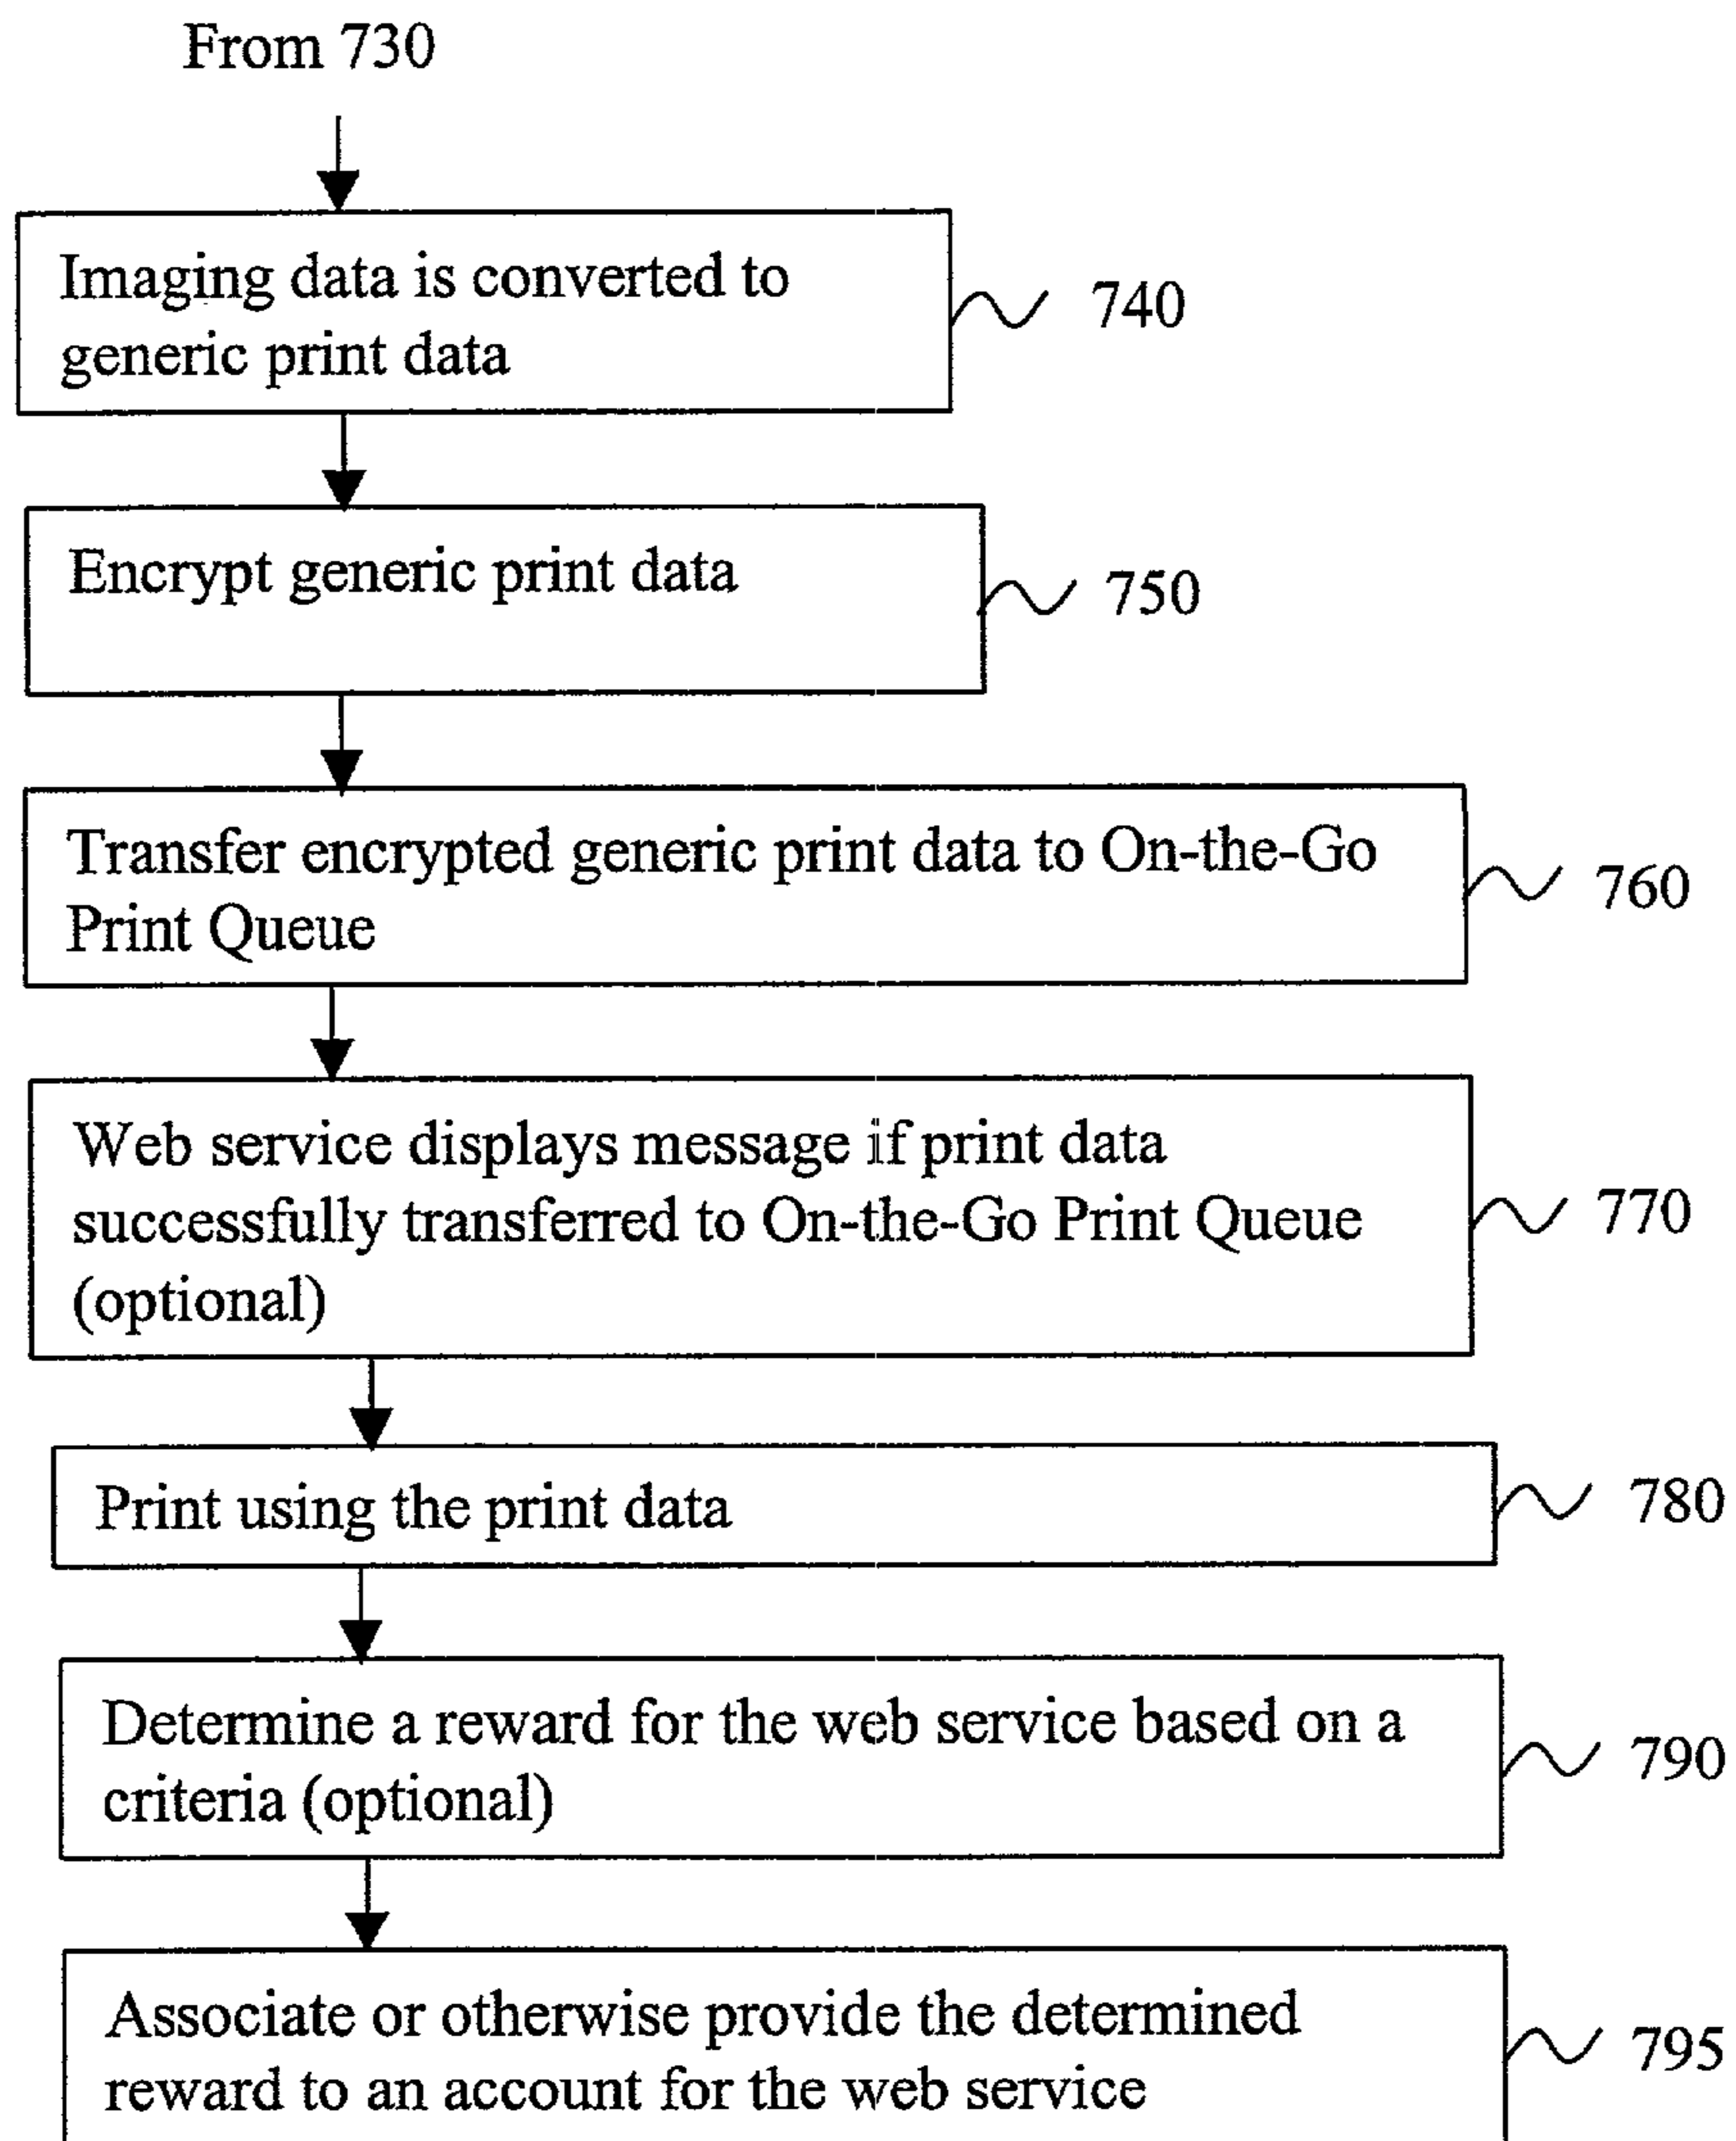 From 730
Imaging data is converted to
generic print data
740
Encrypt generic print data
750
Transfer encrypted generic print data to On-the-Go
Print Queue
760
Web service displays message if print data
successfully transferred to On-the-Go Print Queue
(optional)
770
Print using the print data
780
Determine a reward for the web service based on a
criteria (optional)
790
Associate or otherwise provide the determined
reward to an account for the web service
795